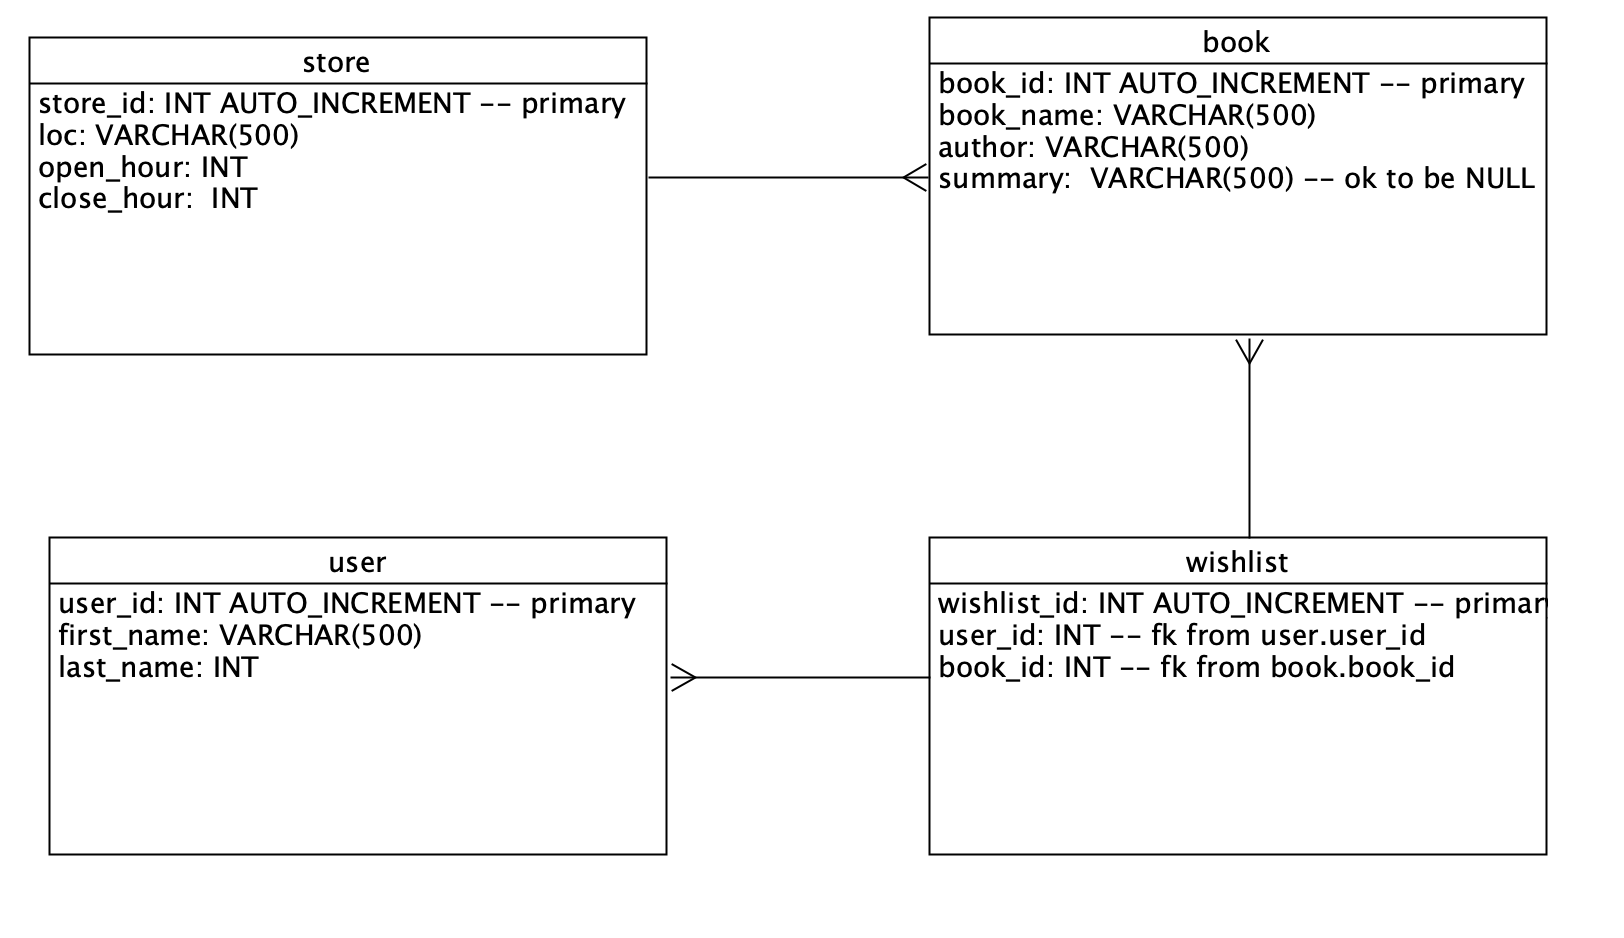 store
store_id: INT AUTO_INCREMENT -- primary
loc: VARCHAR(500)
open_hour: INT
close_hour:  INT
book
book_id: INT AUTO_INCREMENT -- primary
book_name: VARCHAR(500)
author: VARCHAR(500)
summary:  VARCHAR(500) -- ok to be NULL
user
user_id: INT AUTO_INCREMENT -- primary
first_name: VARCHAR(500)
last_name: INT
wishlist
wishlist_id: INT AUTO_INCREMENT -- primary
user_id: INT -- fk from user.user_id
book_id: INT -- fk from book.book_id